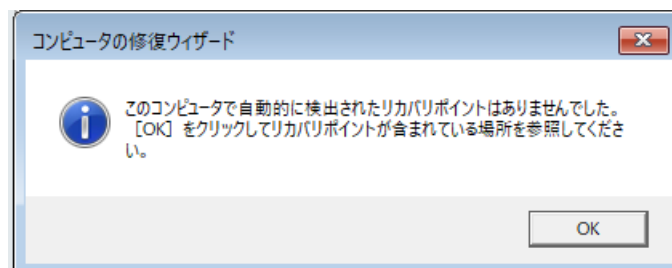 コンピュータの修復ウィザード
このコンピュータで自動的に検出されたリカバリポイントはありませんでした。
［OK］をクリックしてリカバリポイントが含まれている場所を参照してくださ
い。
OK